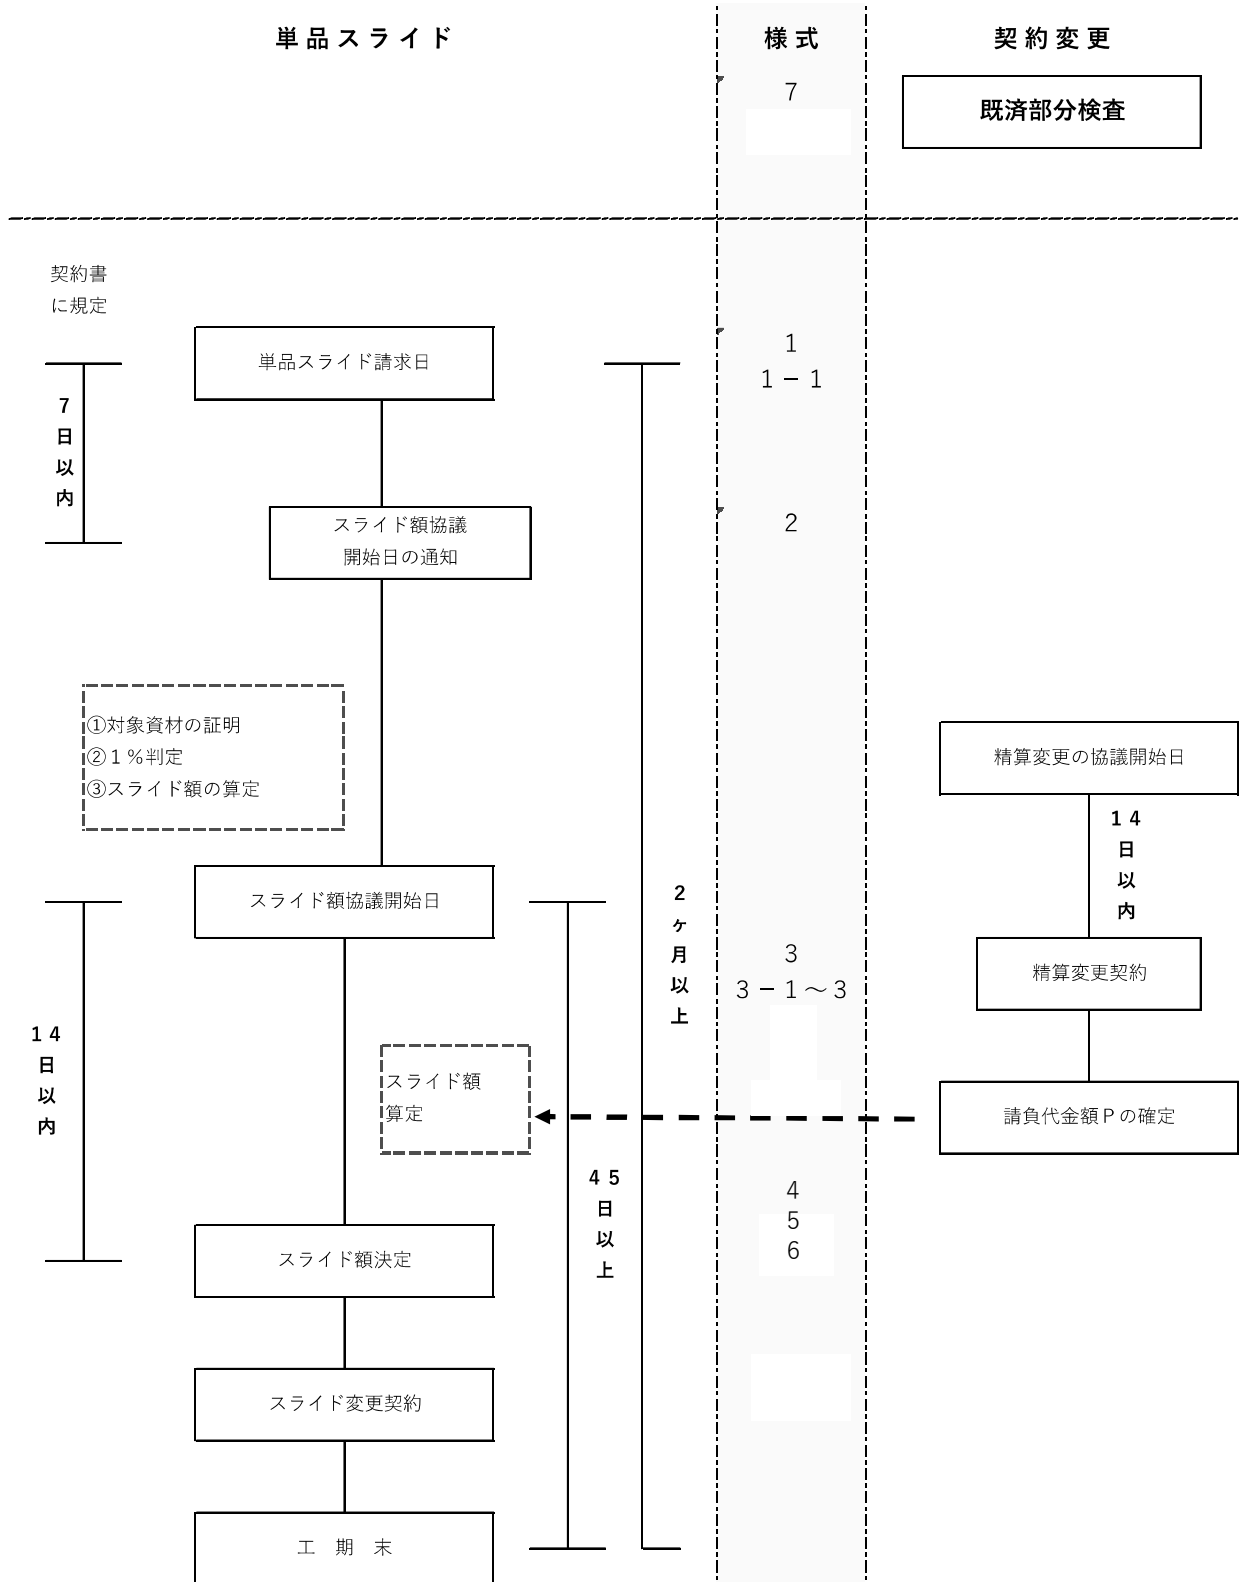 単品スライド
様式
契約変更
7
既済部分検査
契約書
に規定
単品スライド請求日
1
1－1
7日以内
スライド額協議
開始日の通知
2
①対象資材の証明
②１％判定
③スライド額の算定
精算変更の協議開始日
14日以内
スライド額協議開始日
2ヶ月以上
3
3－1～3
精算変更契約
14日以内
スライド額
算定
請負代金額Ｐの確定
45日以上
4
5
6
スライド額決定
スライド変更契約
工　期　末